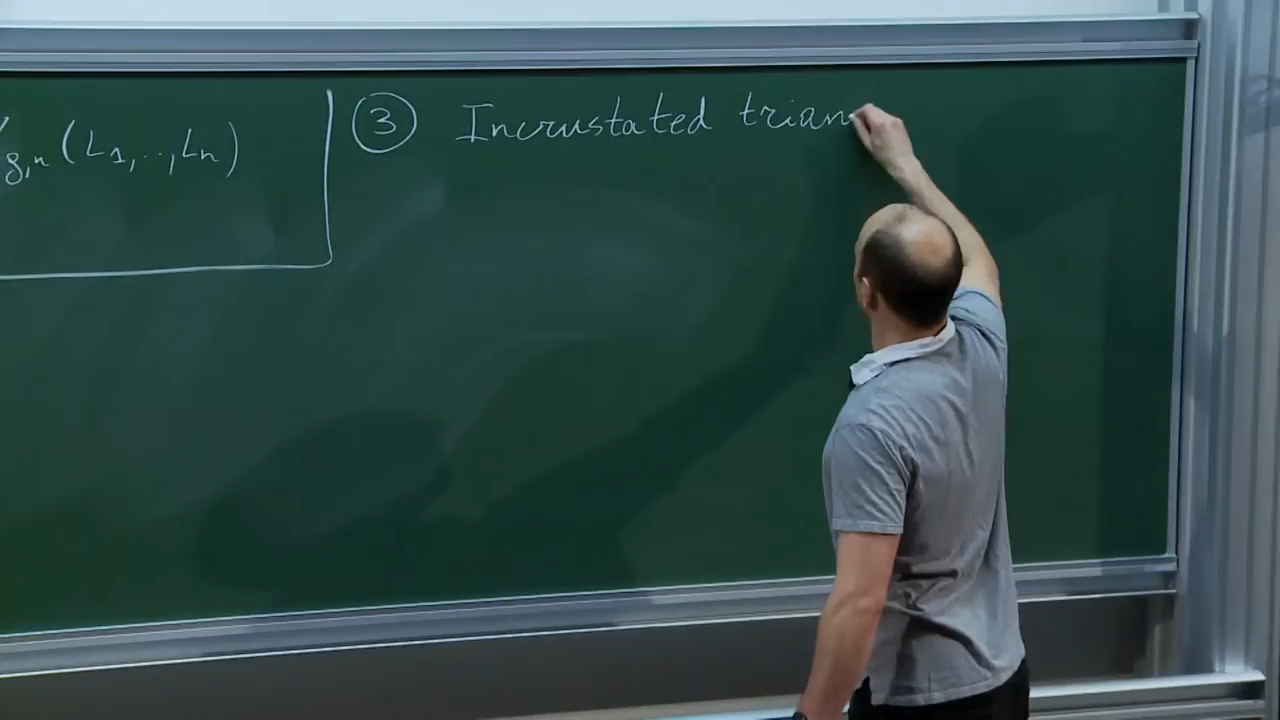 g,n (L1,..,Ln)
③ Incrustated trian